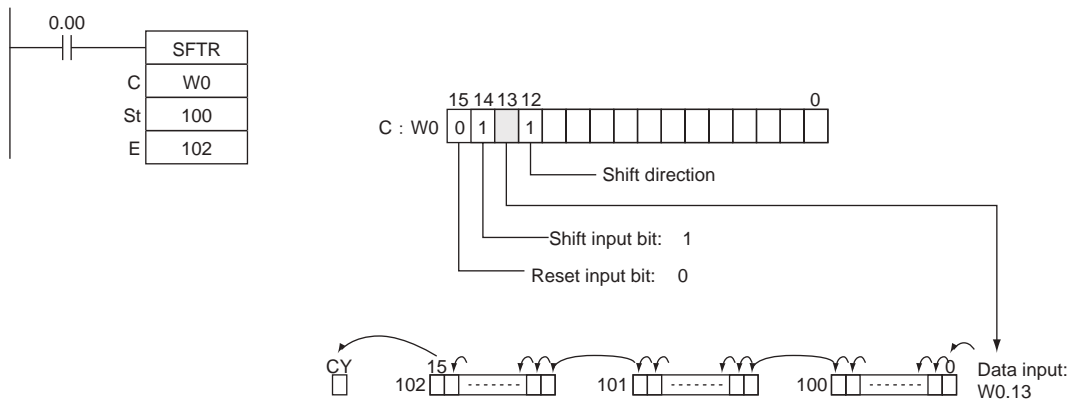 0.00
SFTR
C W0
St 100
E 102
15 14 13 12 0
C : W0 0 1 1
Shift direction
Shift input bit: 1
Reset input bit: 0
CY 15 0 Data input:
102 101 100 W0.13